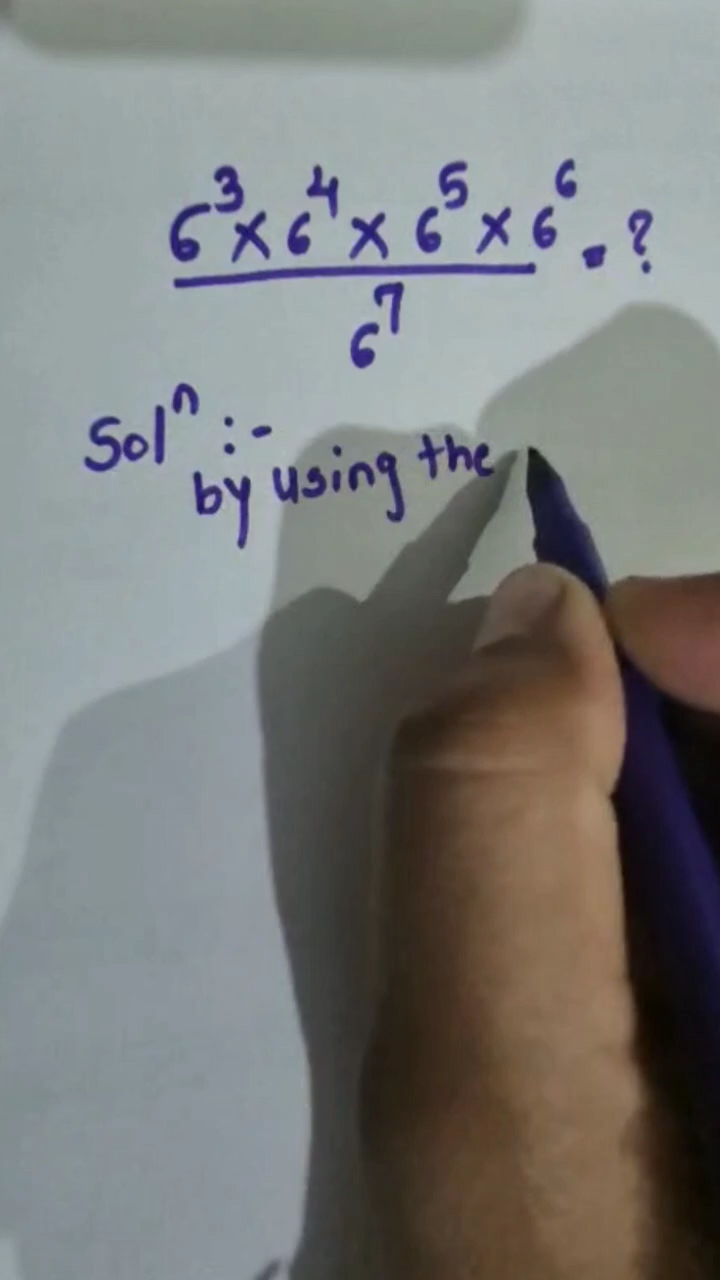 6³ × 6⁴ × 6⁵ × 6⁶ = ?
6⁷
Solⁿ :-
by using the